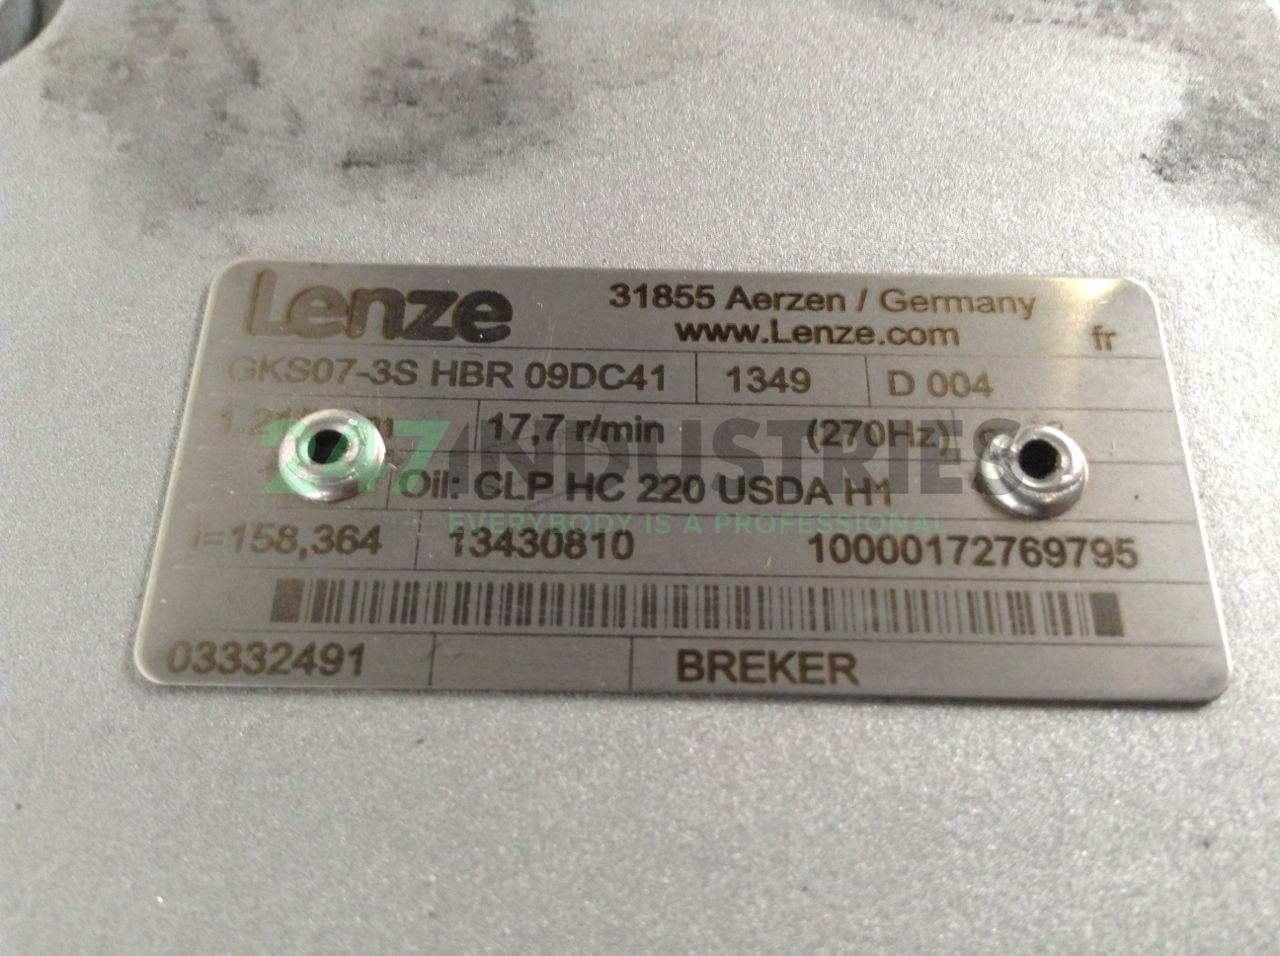 Lenze 31855 Aerzen / Germany
www.Lenze.com fr
GKS07-3S HBR 09DC41 1349 D 004
17,7 r/min (270Hz)
Oil: CLP HC 220 USDA H1
i=158,364 13430810 10000172769795
03332491 BREKER
INDUSTRIES
EVERYBODY IS A PROFESSIONAL